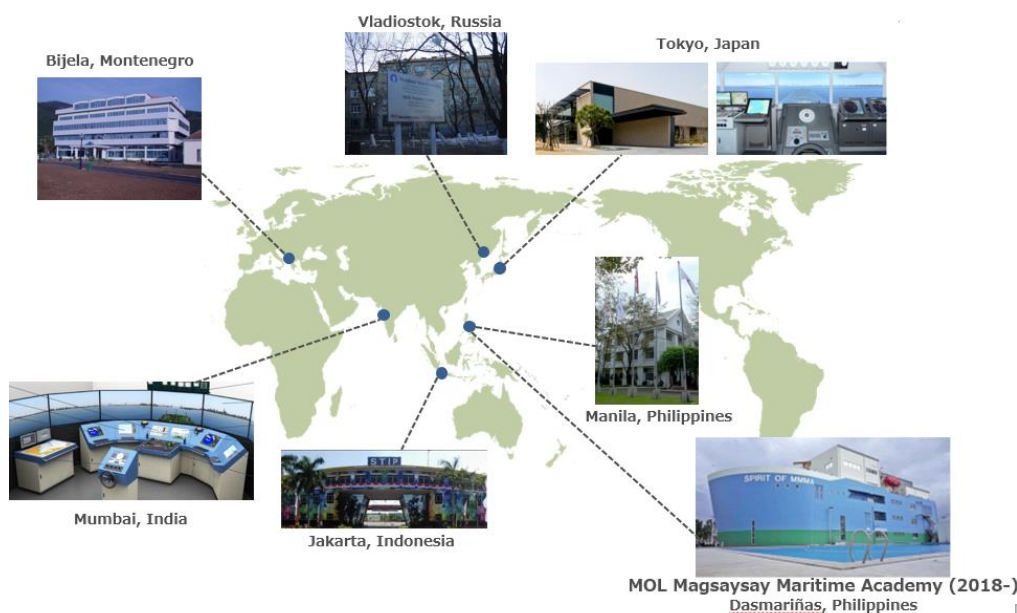 Vladiostok, Russia
Bijela, Montenegro
Tokyo, Japan
Manila, Philippines
STIP
SPIRIT OF MMMA
Mumbai, India
Jakarta, Indonesia
MOL Magsaysay Maritime Academy (2018-)
Dasmariñas, Philippines